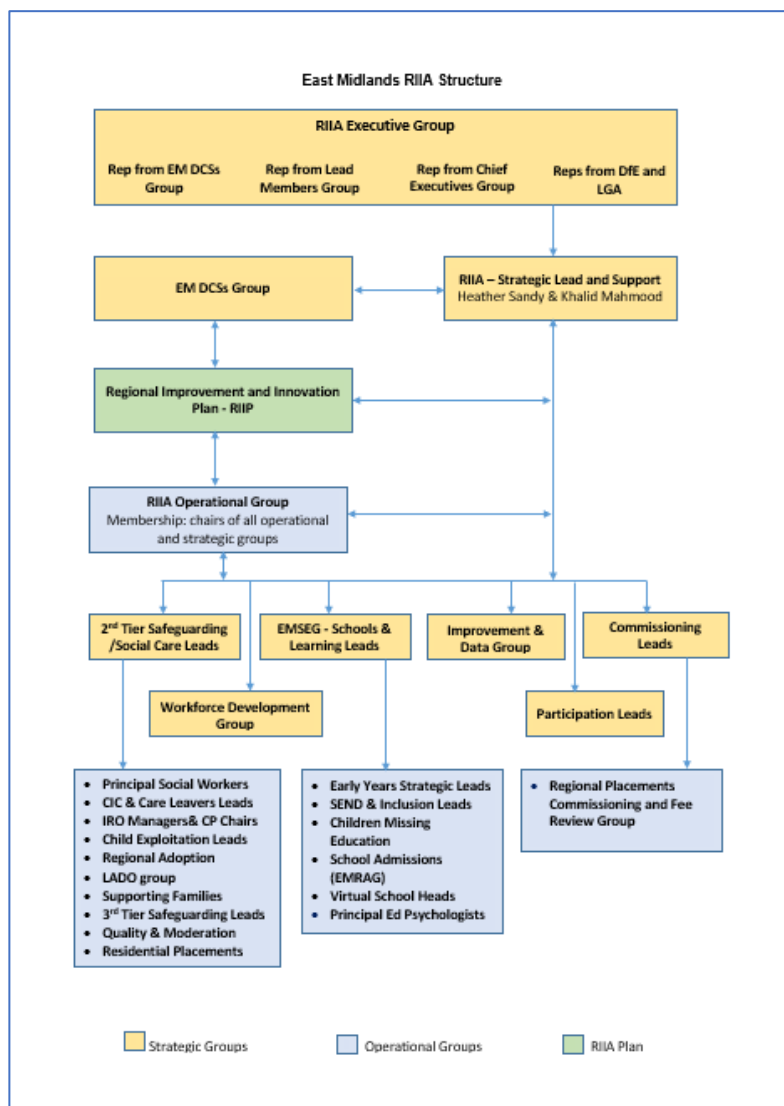 East Midlands RIIA Structure
RIIA Executive Group
Rep from EM DCSs
Group
Rep from Lead
Members Group
Rep from Chief
Executives Group
Reps from DfE and
LGA
EM DCSs Group
RIIA – Strategic Lead and Support
Heather Sandy & Khalid Mahmood
Regional Improvement and Innovation
Plan - RIIP
RIIA Operational Group
Membership: chairs of all operational
and strategic groups
2nd Tier Safeguarding
/Social Care Leads
EMSEG - Schools &
Learning Leads
Improvement &
Data Group
Commissioning
Leads
Workforce Development
Group
Participation Leads
• Principal Social Workers
• CIC & Care Leavers Leads
• IRO Managers& CP Chairs
• Child Exploitation Leads
• Regional Adoption
• LADO group
• Supporting Families
• 3rd Tier Safeguarding Leads
• Quality & Moderation
• Residential Placements
• Early Years Strategic Leads
• SEND & Inclusion Leads
• Children Missing
Education
• School Admissions
(EMRAG)
• Virtual School Heads
• Principal Ed Psychologists
• Regional Placements
Commissioning and Fee
Review Group
Strategic Groups
Operational Groups
RIIA Plan